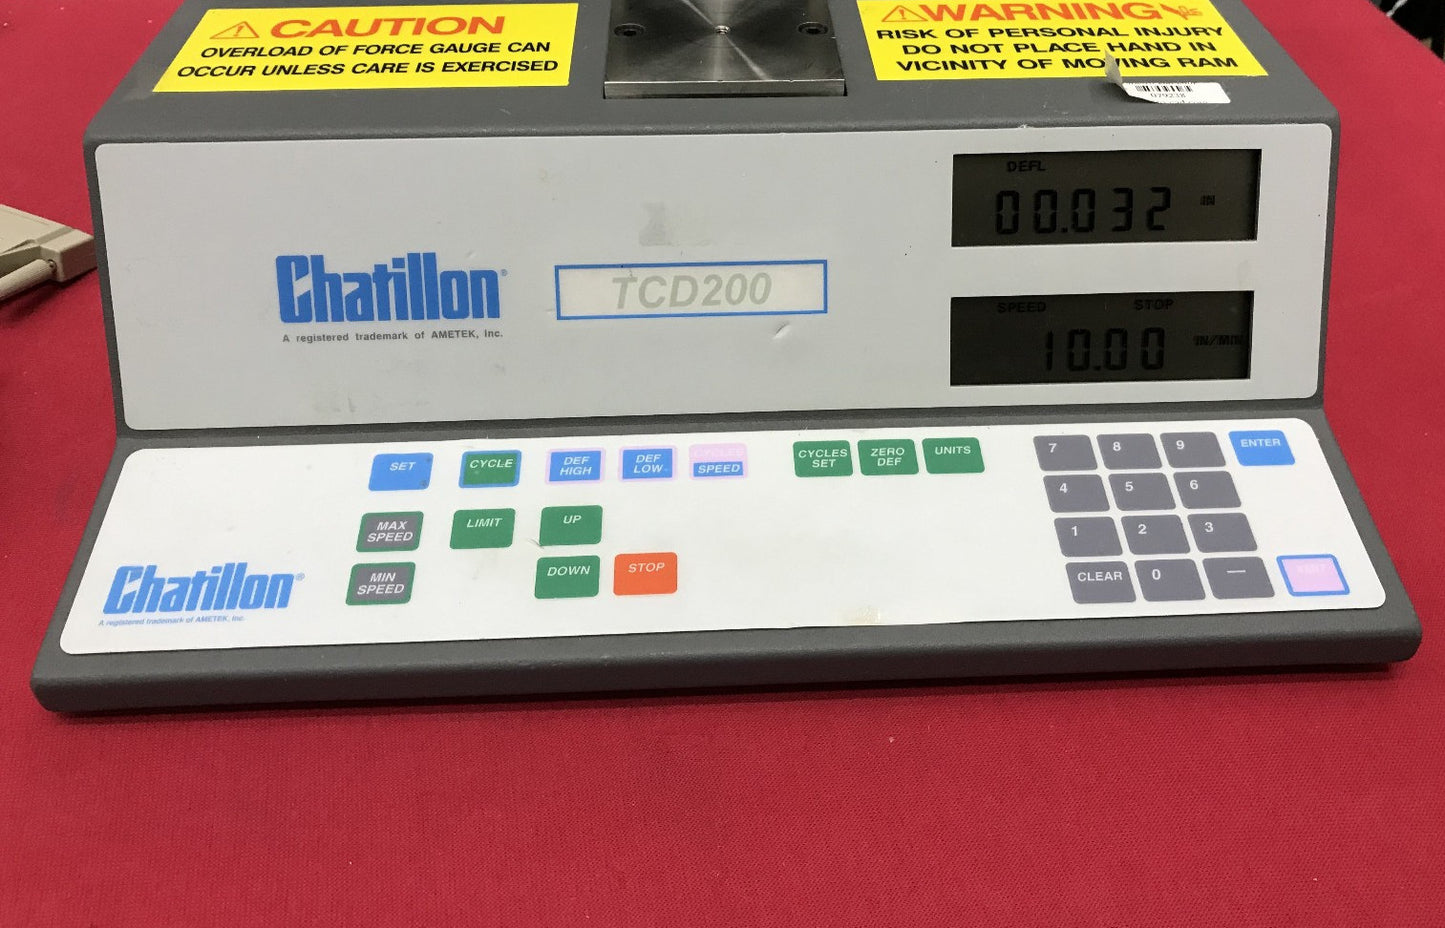 CAUTION
OVERLOAD OF FORCE GAUGE CAN
OCCUR UNLESS CARE IS EXERCISED
WARNING
RISK OF PERSONAL INJURY
DO NOT PLACE HAND IN
VICINITY OF MOVING RAM
079238
DEFL
00.032 IN
Chatillon®
A registered trademark of AMETEK, Inc.
TCD200
SPEED STOP
10.00 IN/MIN
SET
CYCLE
DEF
HIGH
DEF
LOW
CYCLES
SPEED
CYCLES
SET
ZERO
DEF
UNITS
7 8 9 ENTER
4 5 6
MAX
SPEED
LIMIT
UP
1 2 3
MIN
SPEED
DOWN
STOP
CLEAR 0 — XMIT
Chatillon®
A registered trademark of AMETEK, Inc.